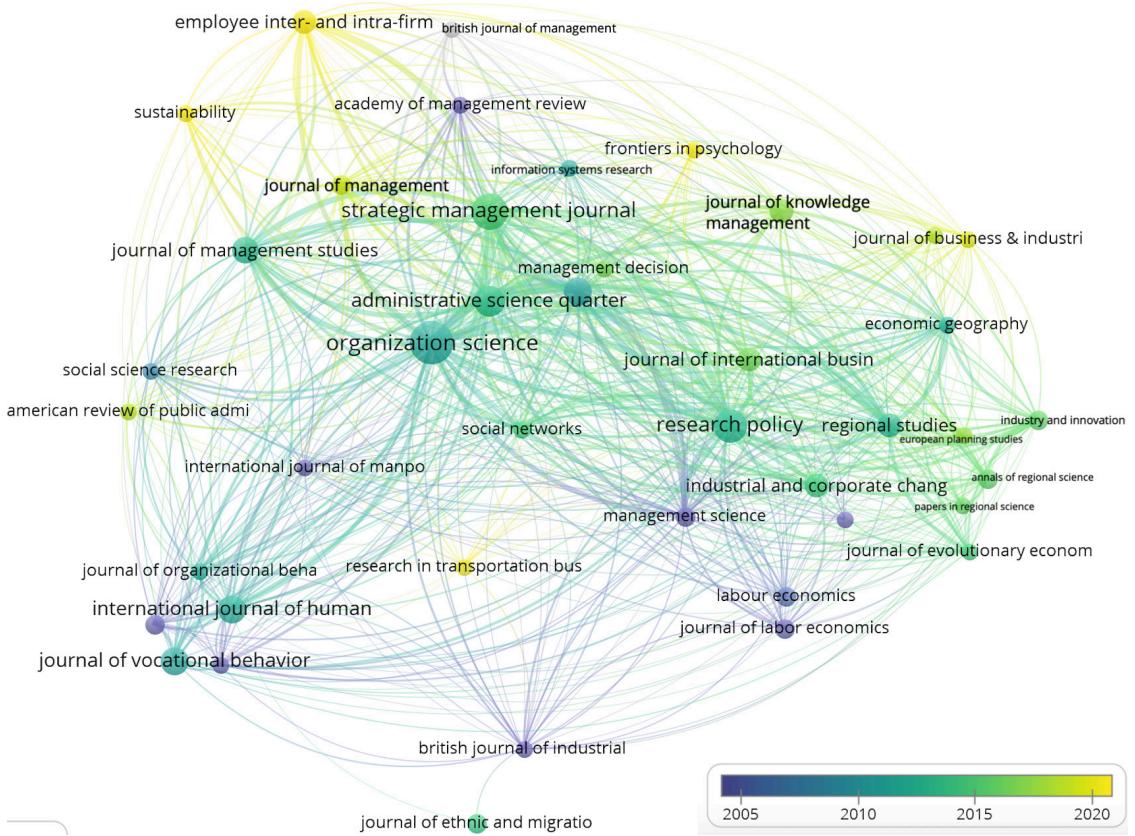 employee inter- and intra-firm
british journal of management
academy of management review
sustainability
frontiers in psychology
information systems research
journal of management
strategic management journal
journal of knowledge
management
journal of management studies
journal of business & industri
management decision
administrative science quarter
economic geography
organization science
journal of international busin
social science research
american review of public admi
social networks
research policy
regional studies
industry and innovation
european planning studies
international journal of manpo
annals of regional science
industrial and corporate chang
papers in regional science
management science
journal of evolutionary econom
journal of organizational beha
research in transportation bus
labour economics
international journal of human
journal of labor economics
journal of vocational behavior
british journal of industrial
journal of ethnic and migratio
2005 2010 2015 2020